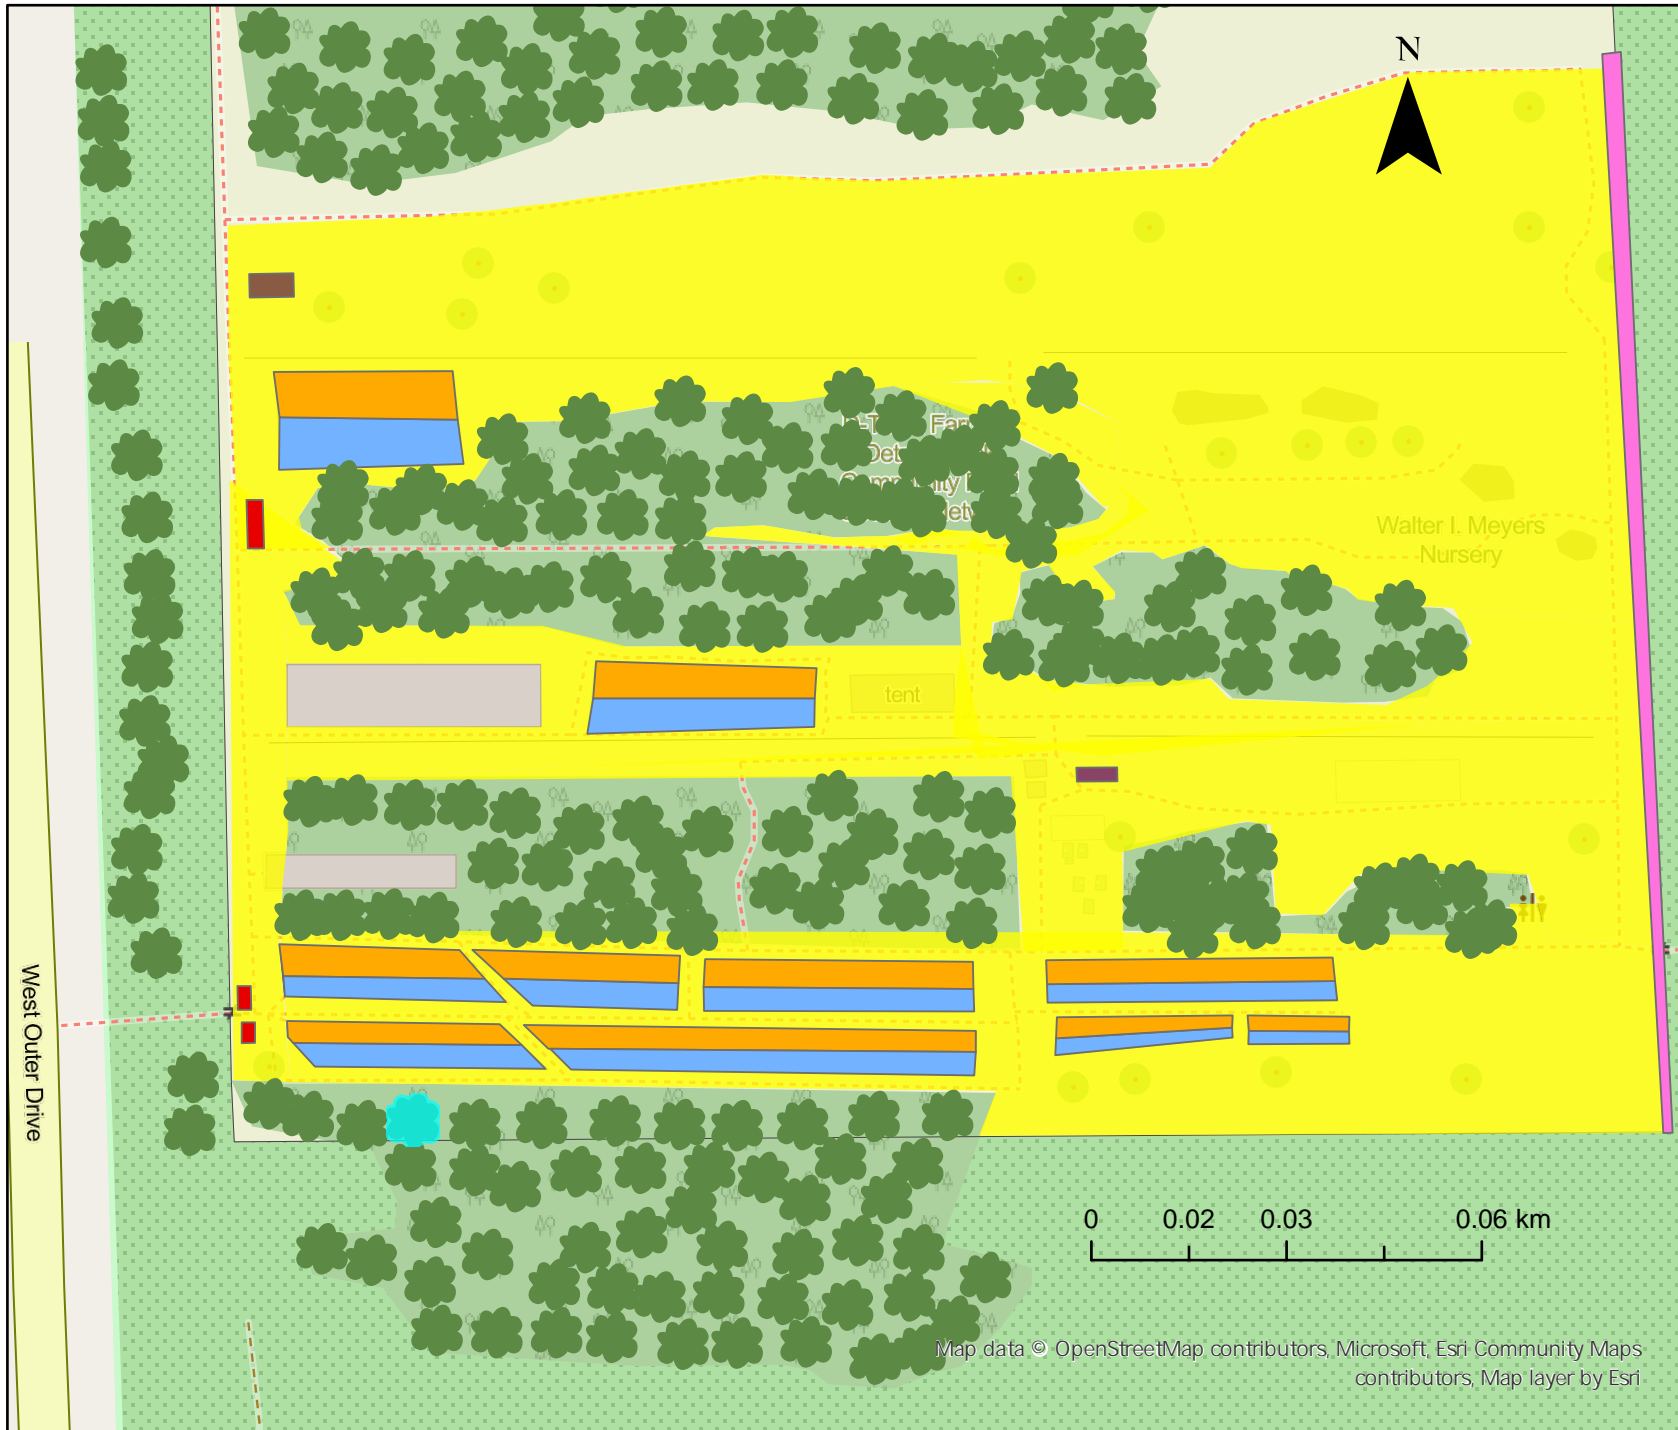 N
Walter I. Meyers
Nursery
tent
West Outer Drive
0 0.02 0.03 0.06 km
Map data © OpenStreetMap contributors, Microsoft, Esri Community Maps
contributors, Map layer by Esri